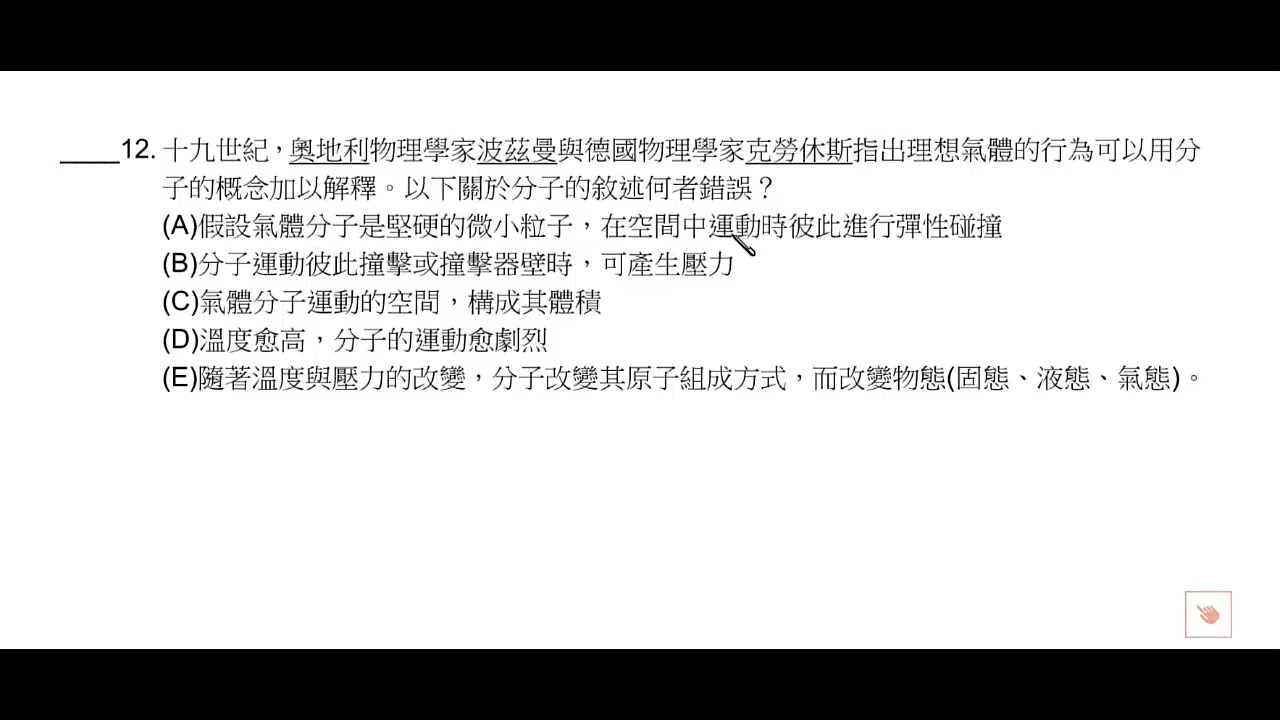 ____12. 十九世紀，奧地利物理學家波茲曼與德國物理學家克勞休斯指出理想氣體的行為可以用分
子的概念加以解釋。以下關於分子的敘述何者錯誤？
(A)假設氣體分子是堅硬的微小粒子，在空間中運動時彼此進行彈性碰撞
(B)分子運動彼此撞擊或撞擊器壁時，可產生壓力
(C)氣體分子運動的空間，構成其體積
(D)溫度愈高，分子的運動愈劇烈
(E)隨著溫度與壓力的改變，分子改變其原子組成方式，而改變物態(固態、液態、氣態)。